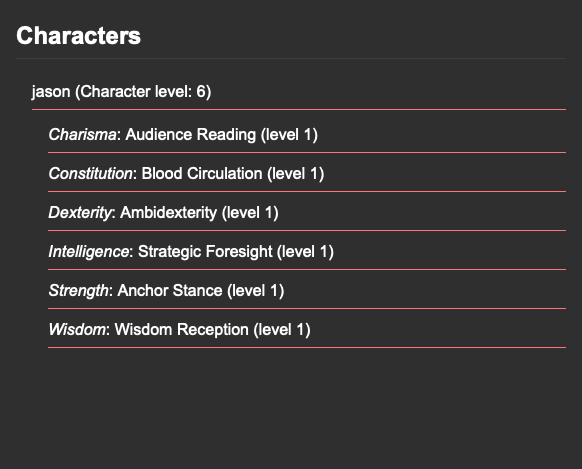 Characters
jason (Character level: 6)
Charisma: Audience Reading (level 1)
Constitution: Blood Circulation (level 1)
Dexterity: Ambidexterity (level 1)
Intelligence: Strategic Foresight (level 1)
Strength: Anchor Stance (level 1)
Wisdom: Wisdom Reception (level 1)